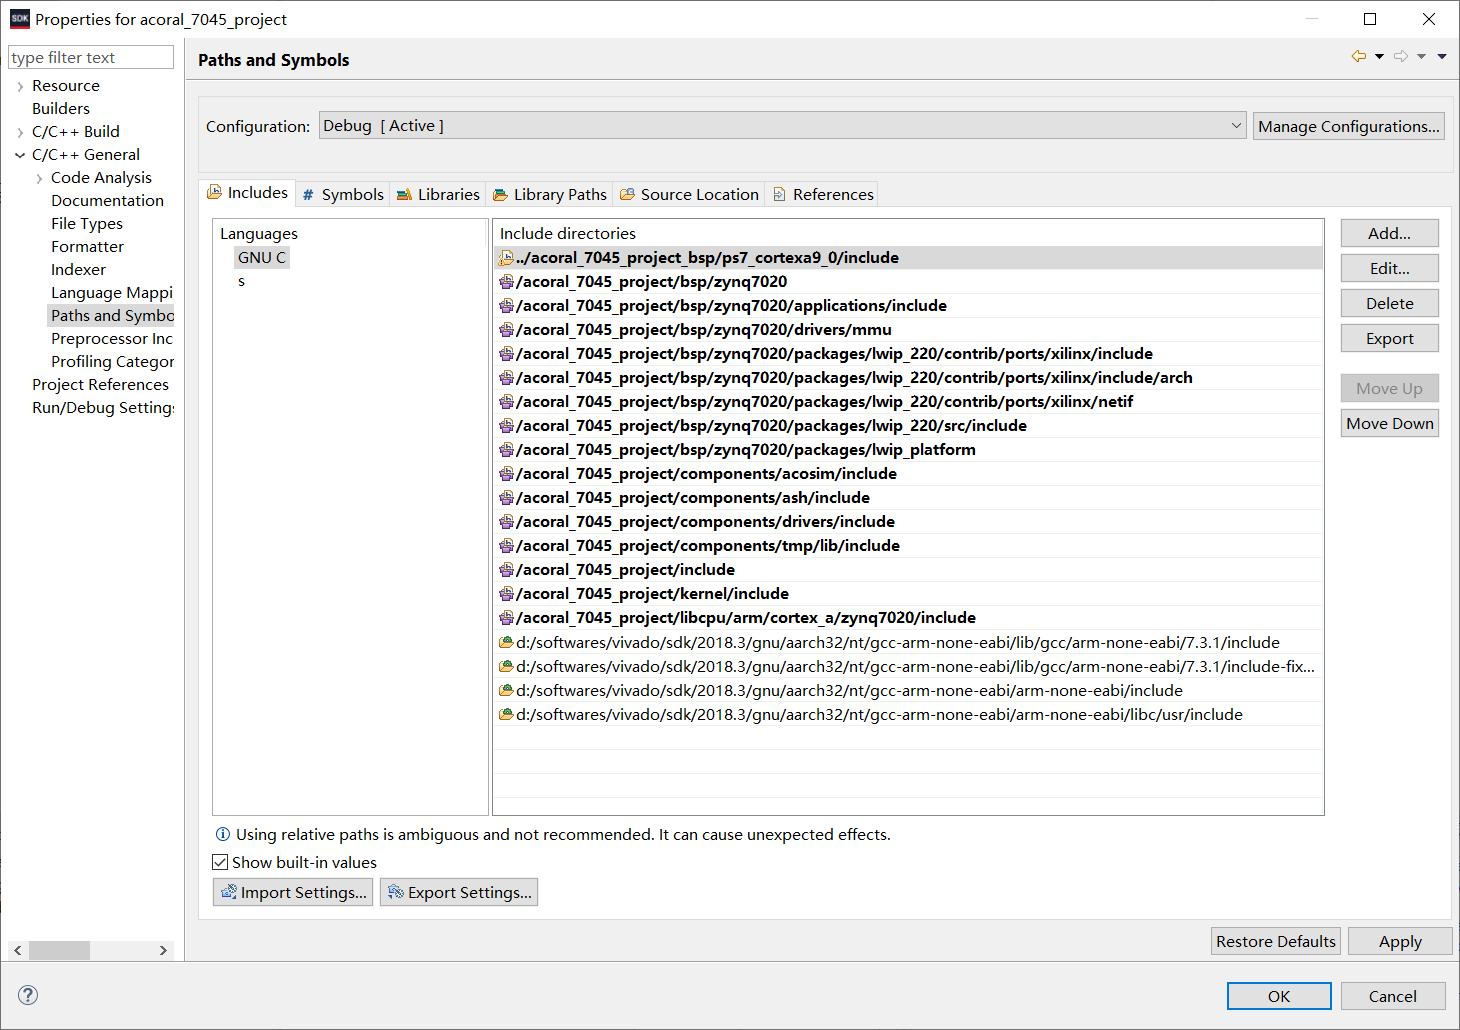 SDK Properties for acoral_7045_project
type filter text
Resource
Builders
C/C++ Build
C/C++ General
Code Analysis
Documentation
File Types
Formatter
Indexer
Language Mappi
Paths and Symbo
Preprocessor Inc
Profiling Categor
Project References
Run/Debug Setting
Paths and Symbols
Configuration: Debug [ Active ] Manage Configurations...
Includes # Symbols Libraries Library Paths Source Location References
Languages
GNU C
s
Include directories
../acoral_7045_project_bsp/ps7_cortexa9_0/include
/acoral_7045_project/bsp/zynq7020
/acoral_7045_project/bsp/zynq7020/applications/include
/acoral_7045_project/bsp/zynq7020/drivers/mmu
/acoral_7045_project/bsp/zynq7020/packages/lwip_220/contrib/ports/xilinx/include
/acoral_7045_project/bsp/zynq7020/packages/lwip_220/contrib/ports/xilinx/include/arch
/acoral_7045_project/bsp/zynq7020/packages/lwip_220/contrib/ports/xilinx/netif
/acoral_7045_project/bsp/zynq7020/packages/lwip_220/src/include
/acoral_7045_project/bsp/zynq7020/packages/lwip_platform
/acoral_7045_project/components/acosim/include
/acoral_7045_project/components/ash/include
/acoral_7045_project/components/drivers/include
/acoral_7045_project/components/tmp/lib/include
/acoral_7045_project/include
/acoral_7045_project/kernel/include
/acoral_7045_project/libcpu/arm/cortex_a/zynq7020/include
d:/softwares/vivado/sdk/2018.3/gnu/aarch32/nt/gcc-arm-none-eabi/lib/gcc/arm-none-eabi/7.3.1/include
d:/softwares/vivado/sdk/2018.3/gnu/aarch32/nt/gcc-arm-none-eabi/lib/gcc/arm-none-eabi/7.3.1/include-fix...
d:/softwares/vivado/sdk/2018.3/gnu/aarch32/nt/gcc-arm-none-eabi/arm-none-eabi/include
d:/softwares/vivado/sdk/2018.3/gnu/aarch32/nt/gcc-arm-none-eabi/arm-none-eabi/libc/usr/include
Add...
Edit...
Delete
Export
Move Up
Move Down
Using relative paths is ambiguous and not recommended. It can cause unexpected effects.
Show built-in values
Import Settings... Export Settings...
Restore Defaults Apply
? OK Cancel